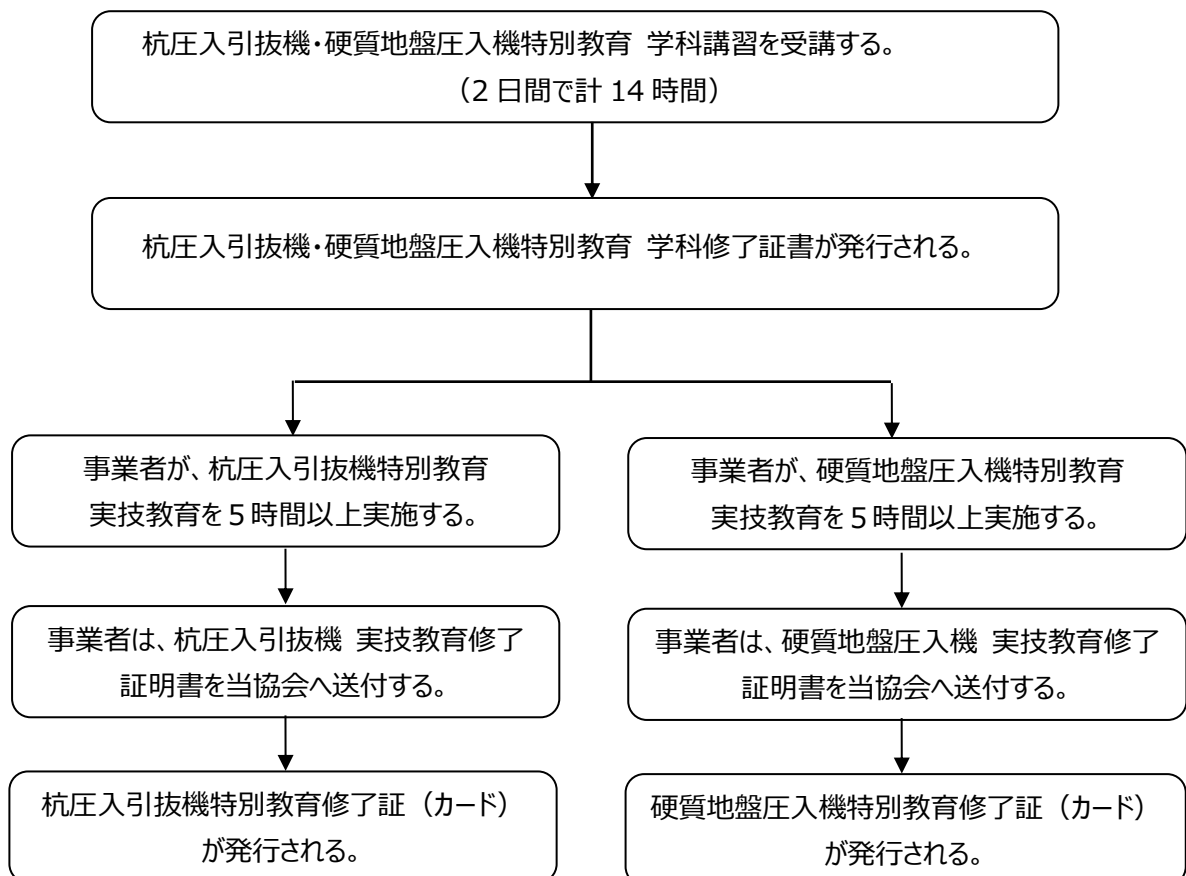 杭圧入引抜機・硬質地盤圧入機特別教育 学科講習を受講する。
（2 日間で計 14 時間）
杭圧入引抜機・硬質地盤圧入機特別教育 学科修了証書が発行される。
事業者が、杭圧入引抜機特別教育
実技教育を５時間以上実施する。
事業者は、杭圧入引抜機 実技教育修了
証明書を当協会へ送付する。
杭圧入引抜機特別教育修了証（カード）
が発行される。
事業者が、硬質地盤圧入機特別教育
実技教育を５時間以上実施する。
事業者は、硬質地盤圧入機 実技教育修了
証明書を当協会へ送付する。
硬質地盤圧入機特別教育修了証（カード）
が発行される。